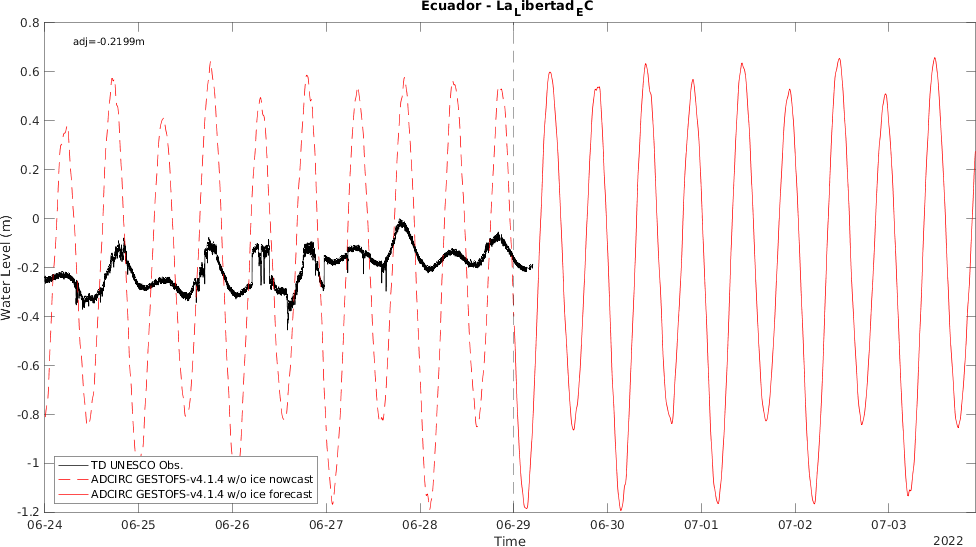 Ecuador - La_Libertad_EC
adj=-0.2199m
0.8
0.6
0.4
0.2
0
-0.2
-0.4
-0.6
-0.8
-1
-1.2
Water Level (m)
TD UNESCO Obs.
ADCIRC GESTOFS-v4.1.4 w/o ice nowcast
ADCIRC GESTOFS-v4.1.4 w/o ice forecast
06-24 06-25 06-26 06-27 06-28 06-29 06-30 07-01 07-02 07-03
Time
2022